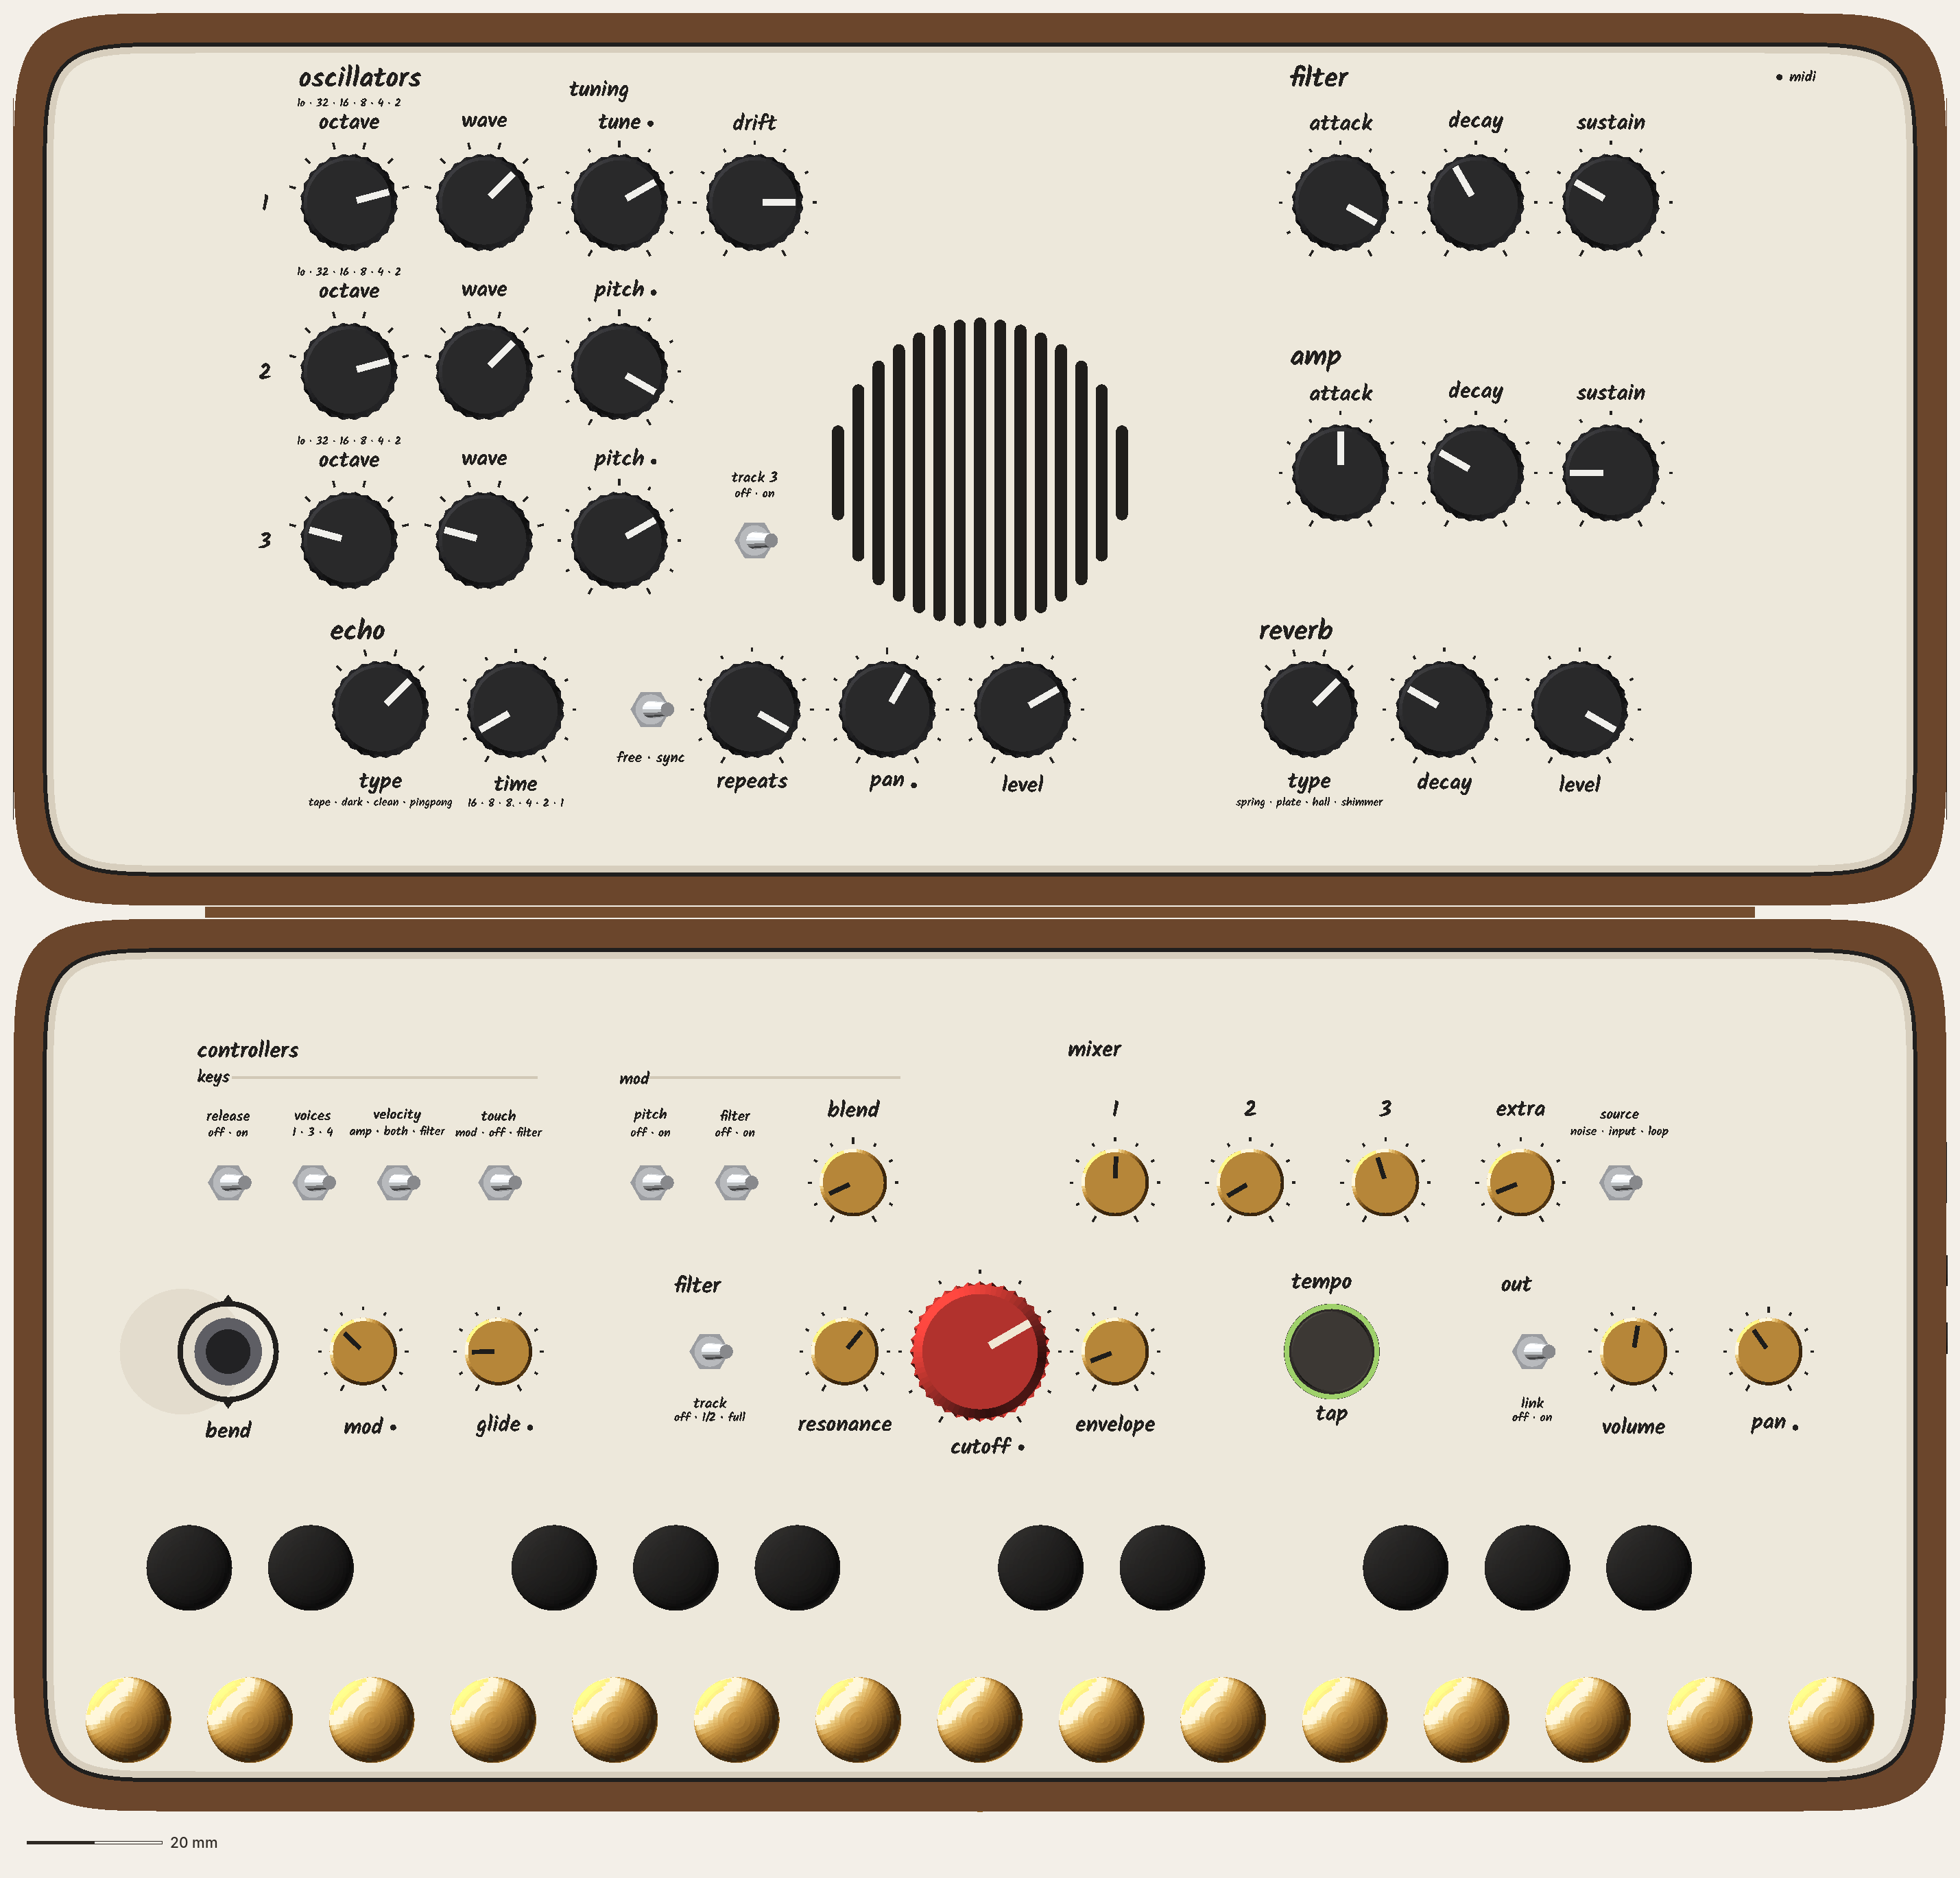 oscillators
tuning
filter
• midi
lo · 32 · 16 · 8 · 4 · 2
octave
wave
tune •
drift
attack
decay
sustain
1
lo · 32 · 16 · 8 · 4 · 2
octave
wave
pitch •
2
amp
attack
decay
sustain
lo · 32 · 16 · 8 · 4 · 2
octave
wave
pitch •
track 3
off · on
3
echo
reverb
free · sync
type
tape · dark · clean · pingpong
time
16 · 8 · 8. · 4 · 2 · 1
repeats
pan •
level
type
spring · plate · hall · shimmer
decay
level
controllers
mixer
keys
mod
release
off · on
voices
1 · 3 · 4
velocity
amp · both · filter
touch
mod · off · filter
pitch
off · on
filter
off · on
blend
1
2
3
extra
source
noise · input · loop
filter
tempo
out
bend
mod •
glide •
track
off · 1/2 · full
resonance
cutoff •
envelope
tap
link
off · on
volume
pan •
20 mm